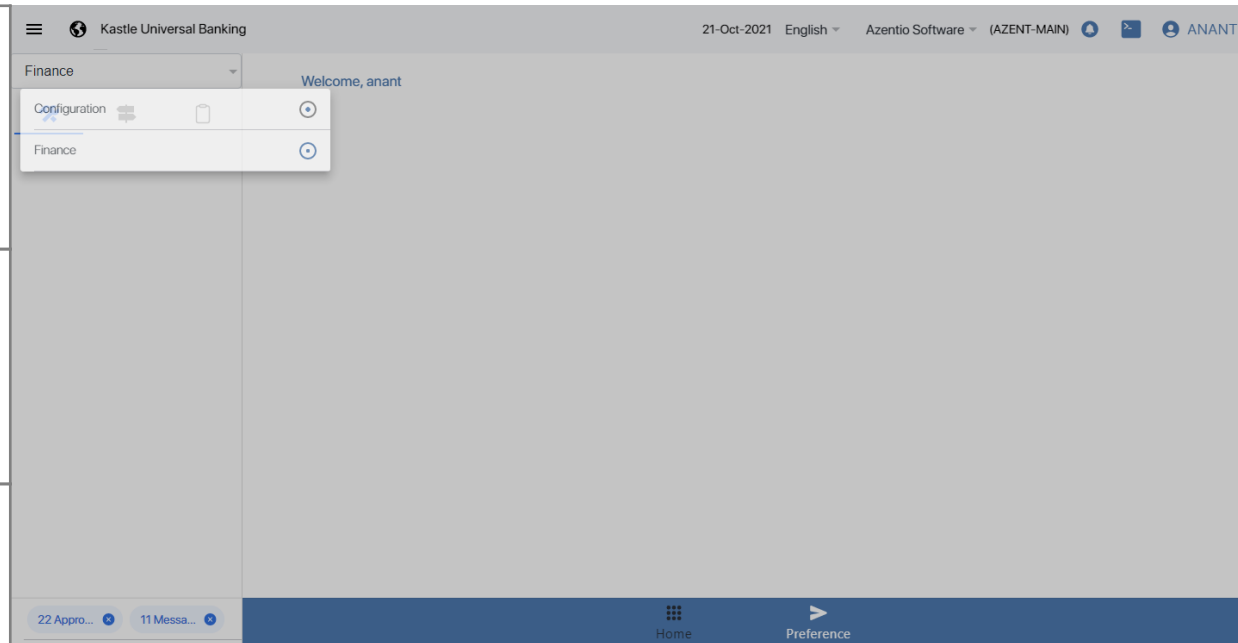 Kastle Universal Banking 21-Oct-2021 English Azentio Software (AZENT-MAIN) ANANT
Finance
Welcome, anant
Configuration
Finance
22 Appro... 11 Messa...
Home Preference